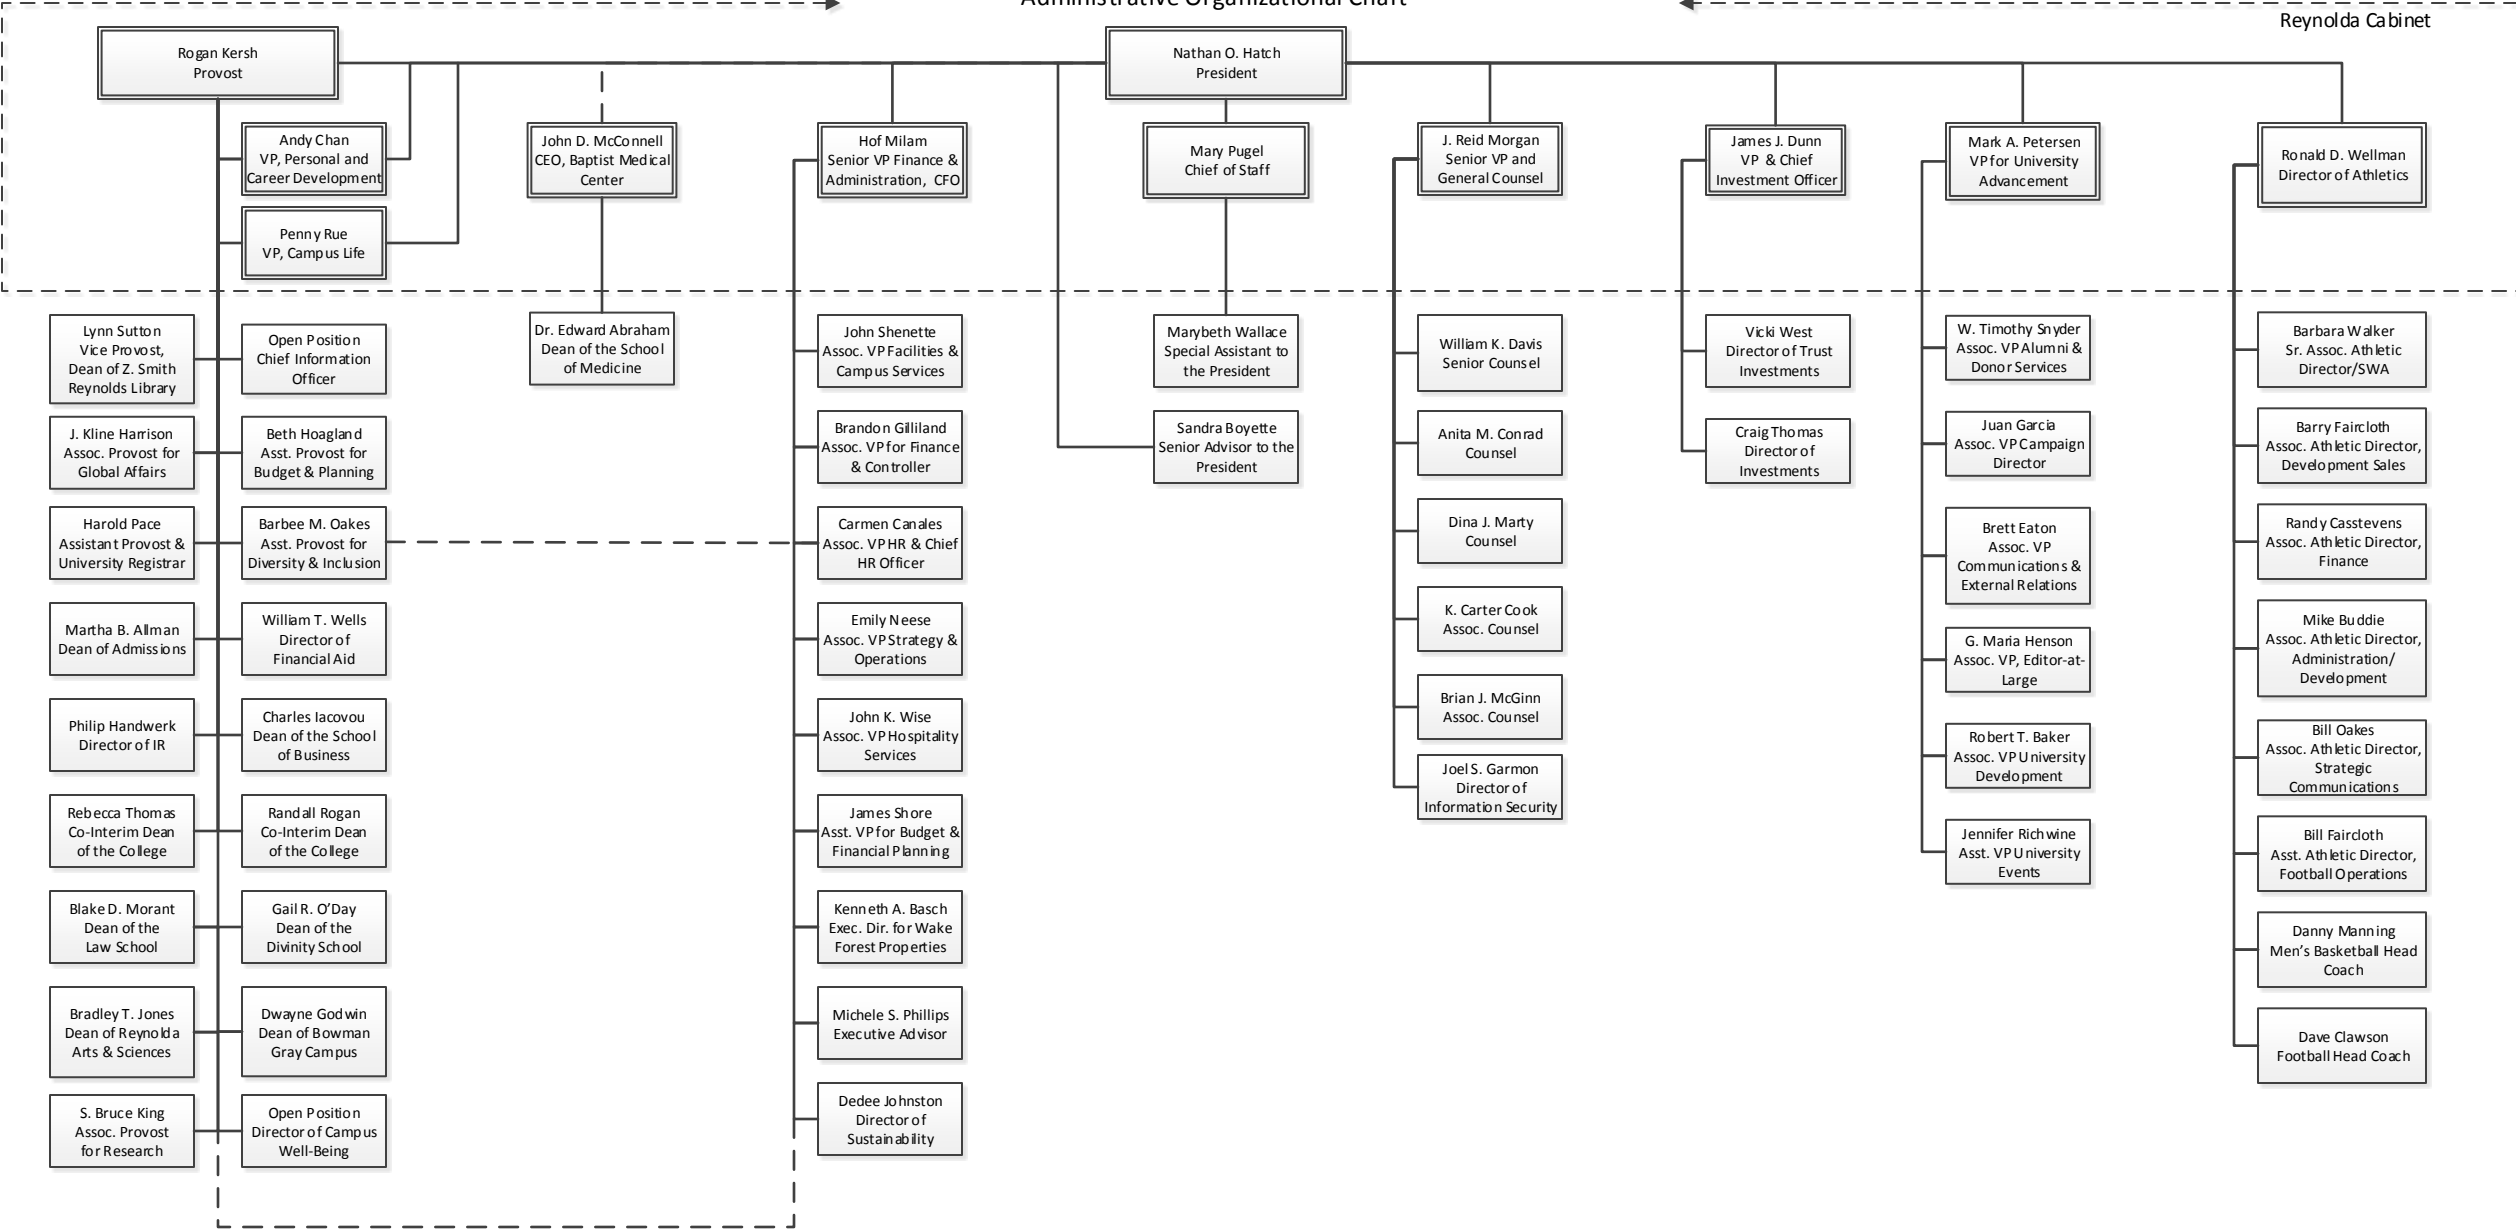 Administrative Organizational Chart
Reynolda Cabinet
Rogan Kersh
Provost
Nathan O. Hatch
President
Andy Chan
VP, Personal and
Career Development
Penny Rue
VP, Campus Life
John D. McConnell
CEO, Baptist Medical
Center
Hof Milam
Senior VP Finance &
Administration, CFO
Mary Pugel
Chief of Staff
J. Reid Morgan
Senior VP and
General Counsel
James J. Dunn
VP & Chief
Investment Officer
Mark A. Petersen
VP for University
Advancement
Ronald D. Wellman
Director of Athletics
Lynn Sutton
Vice Provost,
Dean of Z. Smith
Reynolds Library
Open Position
Chief Information
Officer
J. Kline Harrison
Assoc. Provost for
Global Affairs
Beth Hoagland
Asst. Provost for
Budget & Planning
Harold Pace
Assistant Provost &
University Registrar
Barbee M. Oakes
Asst. Provost for
Diversity & Inclusion
Martha B. Allman
Dean of Admissions
William T. Wells
Director of
Financial Aid
Philip Handwerk
Director of IR
Charles Iacovou
Dean of the School
of Business
Rebecca Thomas
Co-Interim Dean
of the College
Randall Rogan
Co-Interim Dean
of the College
Blake D. Morant
Dean of the
Law School
Gail R. O’Day
Dean of the
Divinity School
Bradley T. Jones
Dean of Reynolda
Arts & Sciences
Dwayne Godwin
Dean of Bowman
Gray Campus
S. Bruce King
Assoc. Provost
for Research
Open Position
Director of Campus
Well-Being
Dr. Edward Abraham
Dean of the School
of Medicine
John Shenette
Assoc. VP Facilities &
Campus Services
Brandon Gilliland
Assoc. VP for Finance
& Controller
Carmen Canales
Assoc. VP HR & Chief
HR Officer
Emily Neese
Assoc. VP Strategy &
Operations
John K. Wise
Assoc. VP Hospitality
Services
James Shore
Asst. VP for Budget &
Financial Planning
Kenneth A. Basch
Exec. Dir. for Wake
Forest Properties
Michele S. Phillips
Executive Advisor
Dedee Johnston
Director of
Sustainability
Marybeth Wallace
Special Assistant to
the President
Sandra Boyette
Senior Advisor to the
President
William K. Davis
Senior Counsel
Anita M. Conrad
Counsel
Dina J. Marty
Counsel
K. Carter Cook
Assoc. Counsel
Brian J. McGinn
Assoc. Counsel
Joel S. Garmon
Director of
Information Security
Vicki West
Director of Trust
Investments
Craig Thomas
Director of
Investments
W. Timothy Snyder
Assoc. VP Alumni &
Donor Services
Juan Garcia
Assoc. VP Campaign
Director
Brett Eaton
Assoc. VP
Communications &
External Relations
G. Maria Henson
Assoc. VP, Editor-at-
Large
Robert T. Baker
Assoc. VP University
Development
Jennifer Richwine
Asst. VP University
Events
Barbara Walker
Sr. Assoc. Athletic
Director/SWA
Barry Faircloth
Assoc. Athletic Director,
Development Sales
Randy Casstevens
Assoc. Athletic Director,
Finance
Mike Buddie
Assoc. Athletic Director,
Administration/
Development
Bill Oakes
Assoc. Athletic Director,
Strategic
Communications
Bill Faircloth
Asst. Athletic Director,
Football Operations
Danny Manning
Men’s Basketball Head
Coach
Dave Clawson
Football Head Coach